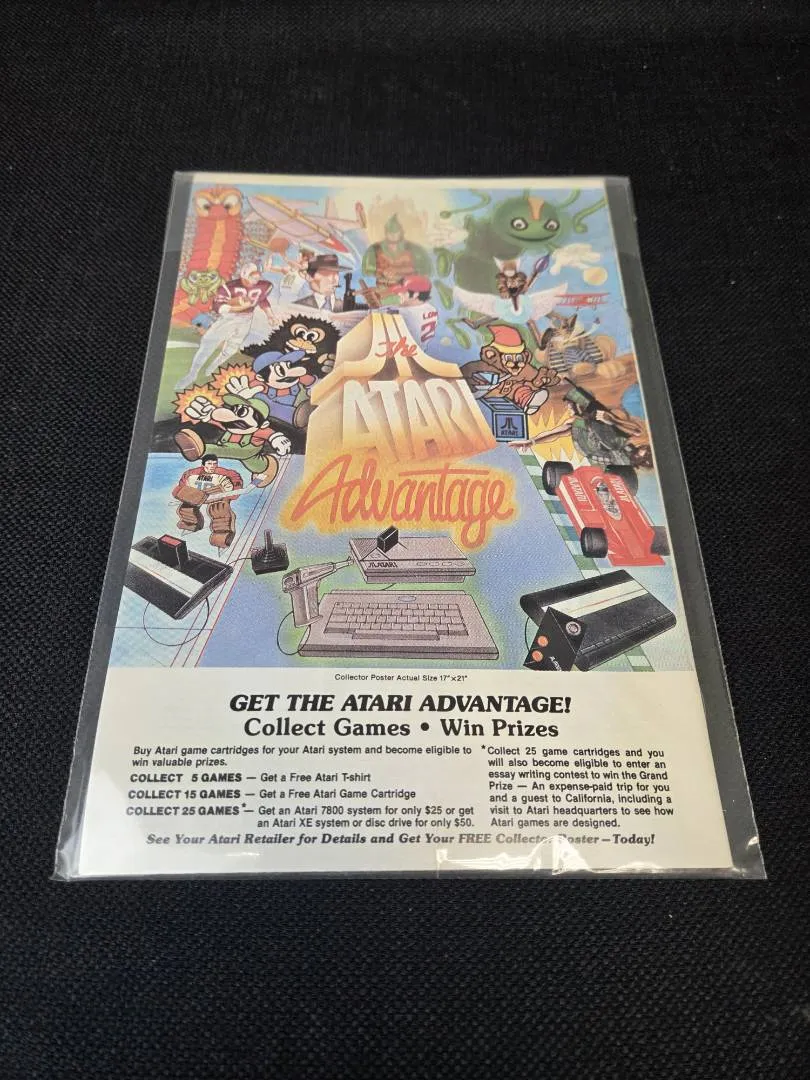 the
ATARI
Advantage
ATARI
ATARI
ATARI
Collector Poster Actual Size 17"×21"
GET THE ATARI ADVANTAGE!
Collect Games • Win Prizes
Buy Atari game cartridges for your Atari system and become eligible to
win valuable prizes.
COLLECT 5 GAMES — Get a Free Atari T-shirt
COLLECT 15 GAMES — Get a Free Atari Game Cartridge
COLLECT 25 GAMES*— Get an Atari 7800 system for only $25 or get
an Atari XE system or disc drive for only $50.
*Collect 25 game cartridges and you
will also become eligible to enter an
essay writing contest to win the Grand
Prize — An expense-paid trip for you
and a guest to California, including a
visit to Atari headquarters to see how
Atari games are designed.
See Your Atari Retailer for Details and Get Your FREE Collector Poster—Today!